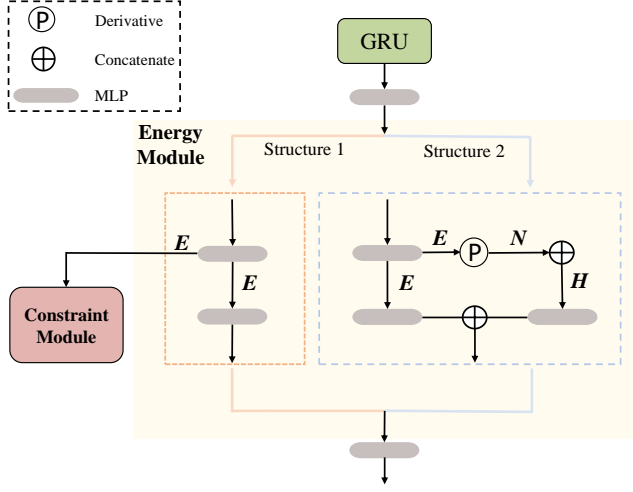 P
Derivative
Concatenate
MLP
GRU
Energy
Module
Structure 1
Structure 2
E
E
E
P
N
E
H
Constraint
Module